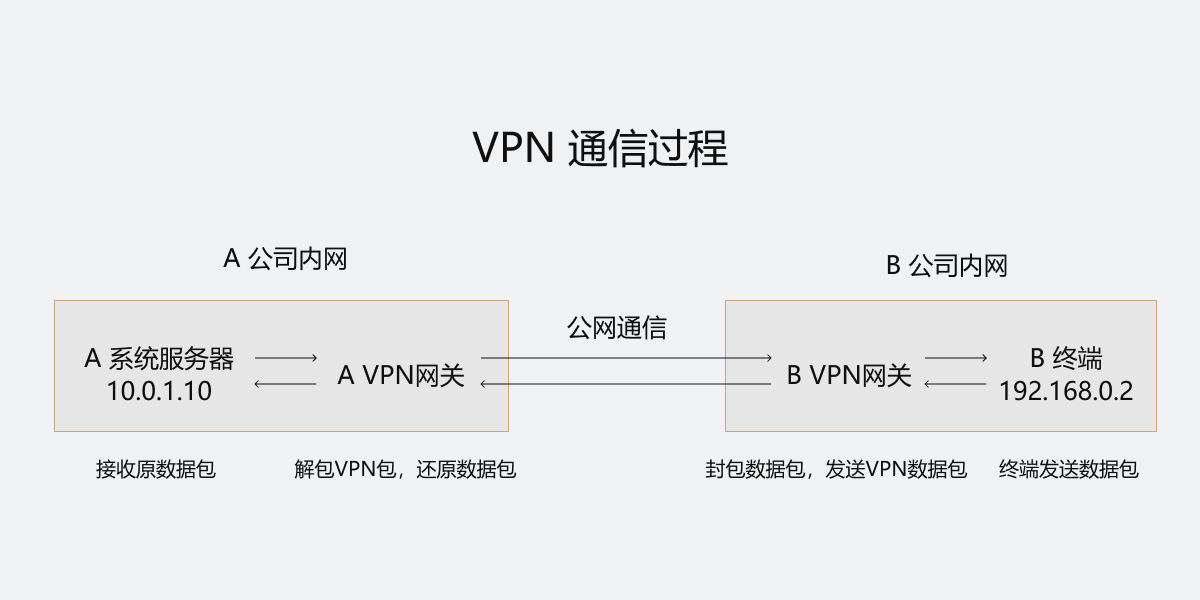 VPN 通信过程
A 公司内网
B 公司内网
公网通信
A 系统服务器
10.0.1.10
A VPN网关
B VPN网关
B 终端
192.168.0.2
接收原数据包
解包VPN包，还原数据包
封包数据包，发送VPN数据包
终端发送数据包